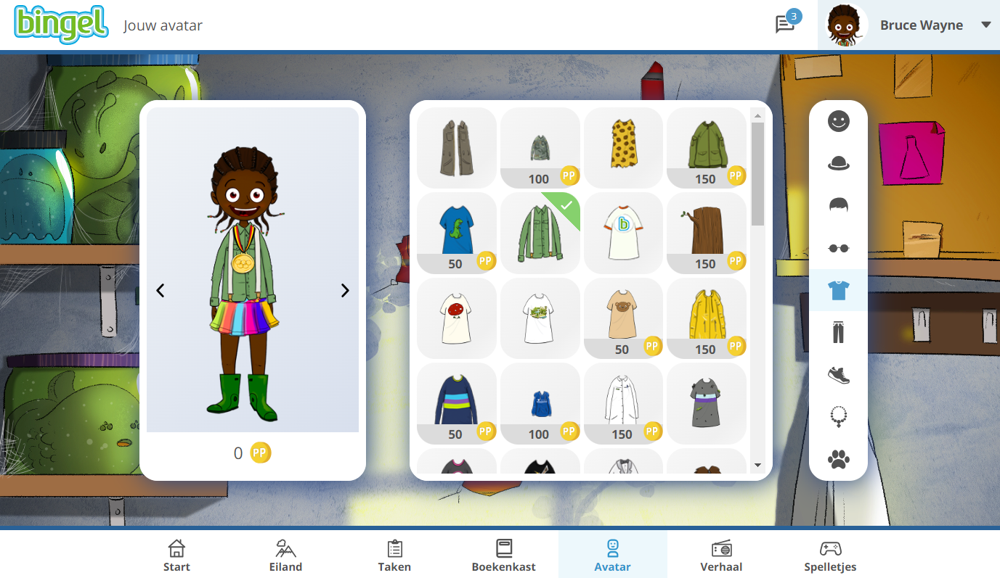 bingel
Jouw avatar
3
Bruce Wayne
100 PP
150 PP
50 PP
b
150 PP
50 PP
150 PP
50 PP
100 PP
150 PP
0 PP
Start
Eiland
Taken
Boekenkast
Avatar
Verhaal
Spelletjes